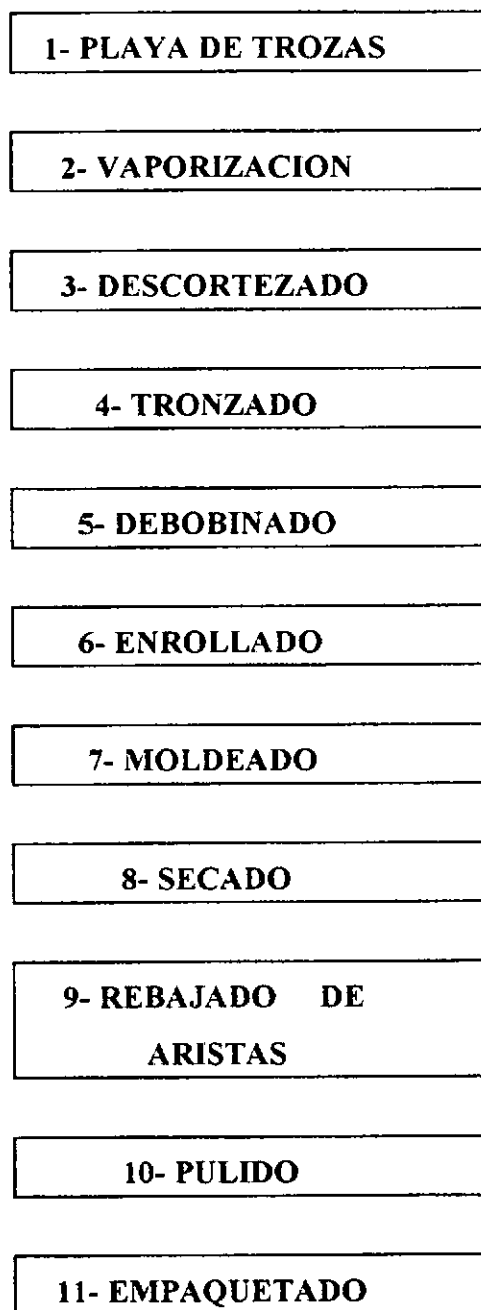 1- PLAYA DE TROZAS
2- VAPORIZACION
3- DESCORTEZADO
4- TRONZADO
5- DEBOBINADO
6- ENROLLADO
7- MOLDEADO
8- SECADO
9- REBAJADO DE
ARISTAS
10- PULIDO
11- EMPAQUETADO